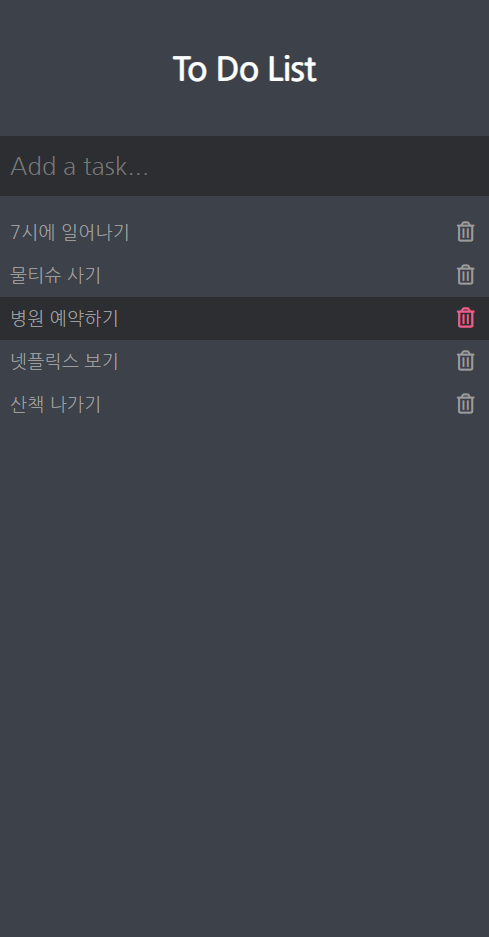 To Do List
Add a task...
7시에 일어나기
물티슈 사기
병원 예약하기
넷플릭스 보기
산책 나가기